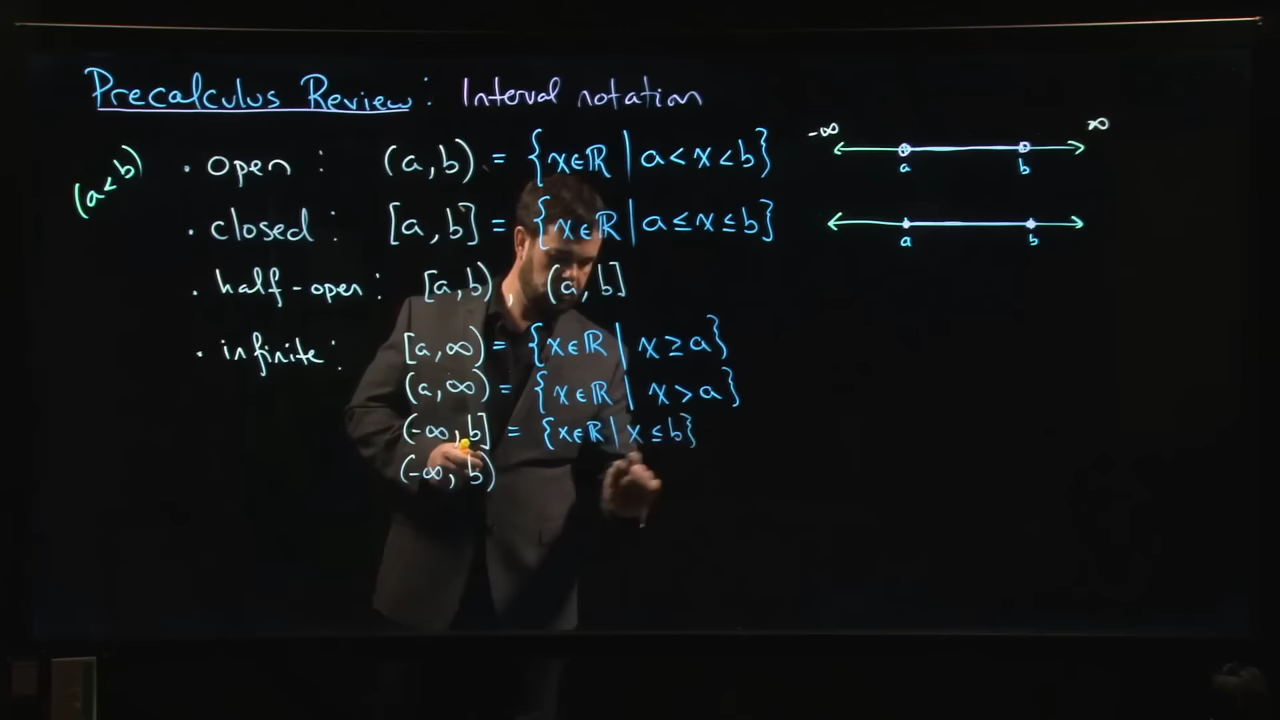 Precalculus Review: Interval notation
(a<b)
• open : (a,b) = {x∈ℝ | a<x<b}
-∞ ∞
a b
• closed : [a,b] = {x∈ℝ | a≤x≤b}
a b
• half-open : [a,b) , (a,b]
• infinite : [a,∞) = {x∈ℝ | x≥a}
(a,∞) = {x∈ℝ | x>a}
(-∞,b] = {x∈ℝ | x≤b}
(-∞,b)